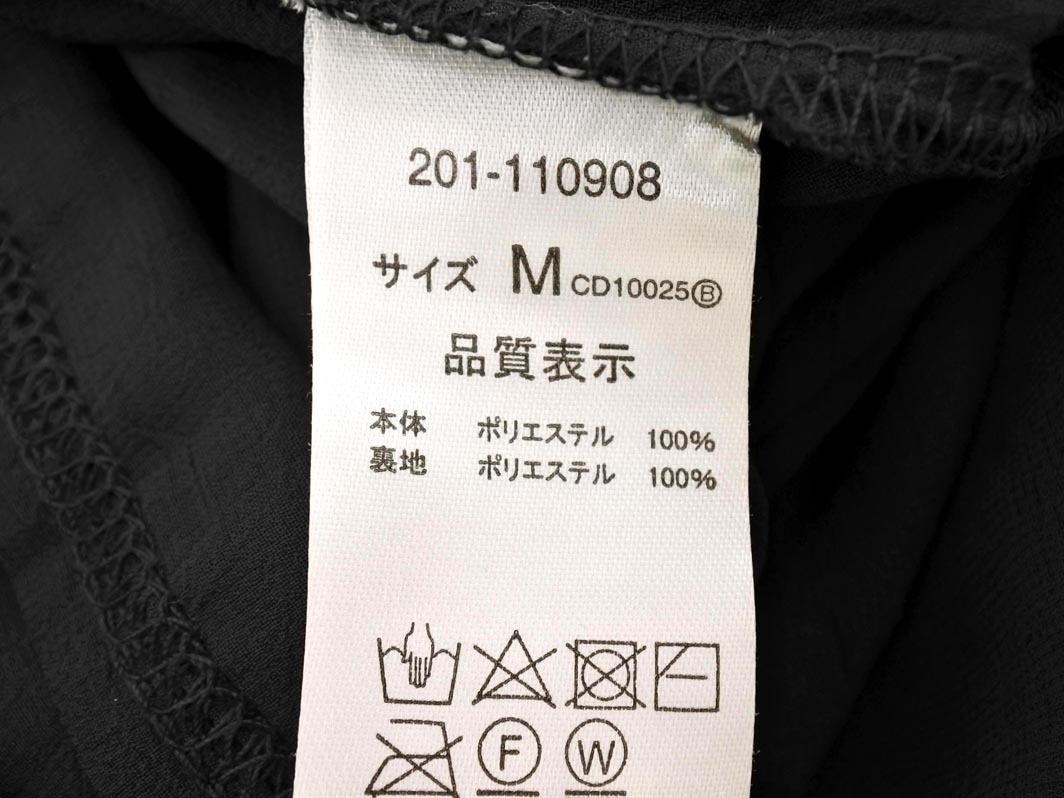 201-110908
サイズ M CD10025Ⓑ
品質表示
本体 ポリエステル 100%
裏地 ポリエステル 100%
Ⓕ Ⓦ